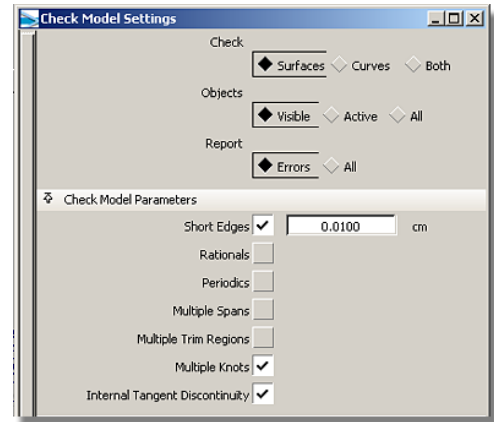 Check Model Settings
Check
Surfaces Curves Both
Objects
Visible Active All
Report
Errors All
Check Model Parameters
Short Edges 0.0100 cm
Rationals
Periodics
Multiple Spans
Multiple Trim Regions
Multiple Knots
Internal Tangent Discontinuity